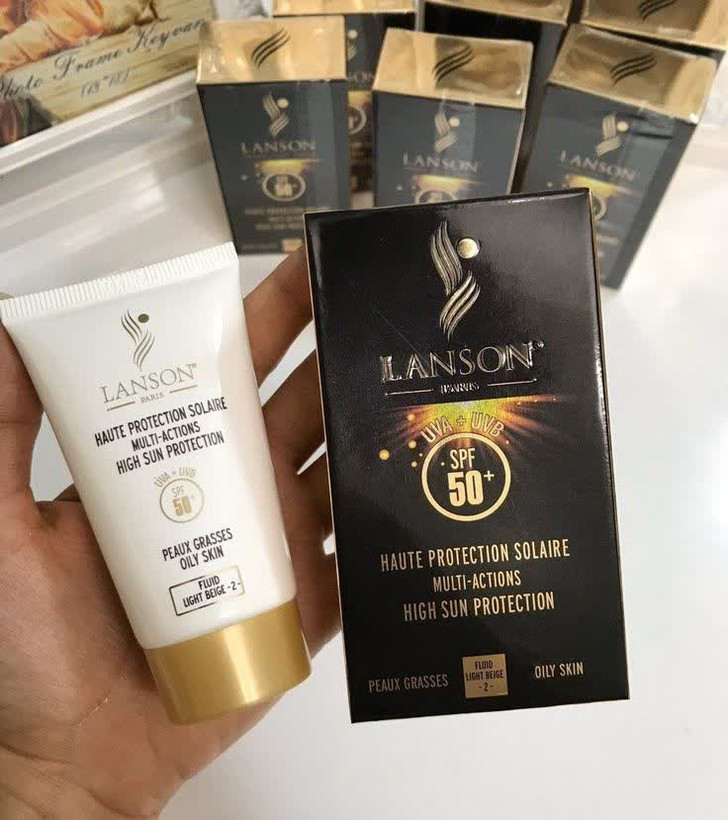 Photo Frame Keyvan
LANSON
LANSON
LANSON
LANSON
PARIS
HAUTE PROTECTION SOLAIRE
MULTI-ACTIONS
HIGH SUN PROTECTION
UVA + UVB
SPF
50+
PEAUX GRASSES
OILY SKIN
FLUID
LIGHT BEIGE -2-
LANSON
PARIS
UVA + UVB
SPF
50+
HAUTE PROTECTION SOLAIRE
MULTI-ACTIONS
HIGH SUN PROTECTION
PEAUX GRASSES
FLUID
LIGHT BEIGE
-2-
OILY SKIN